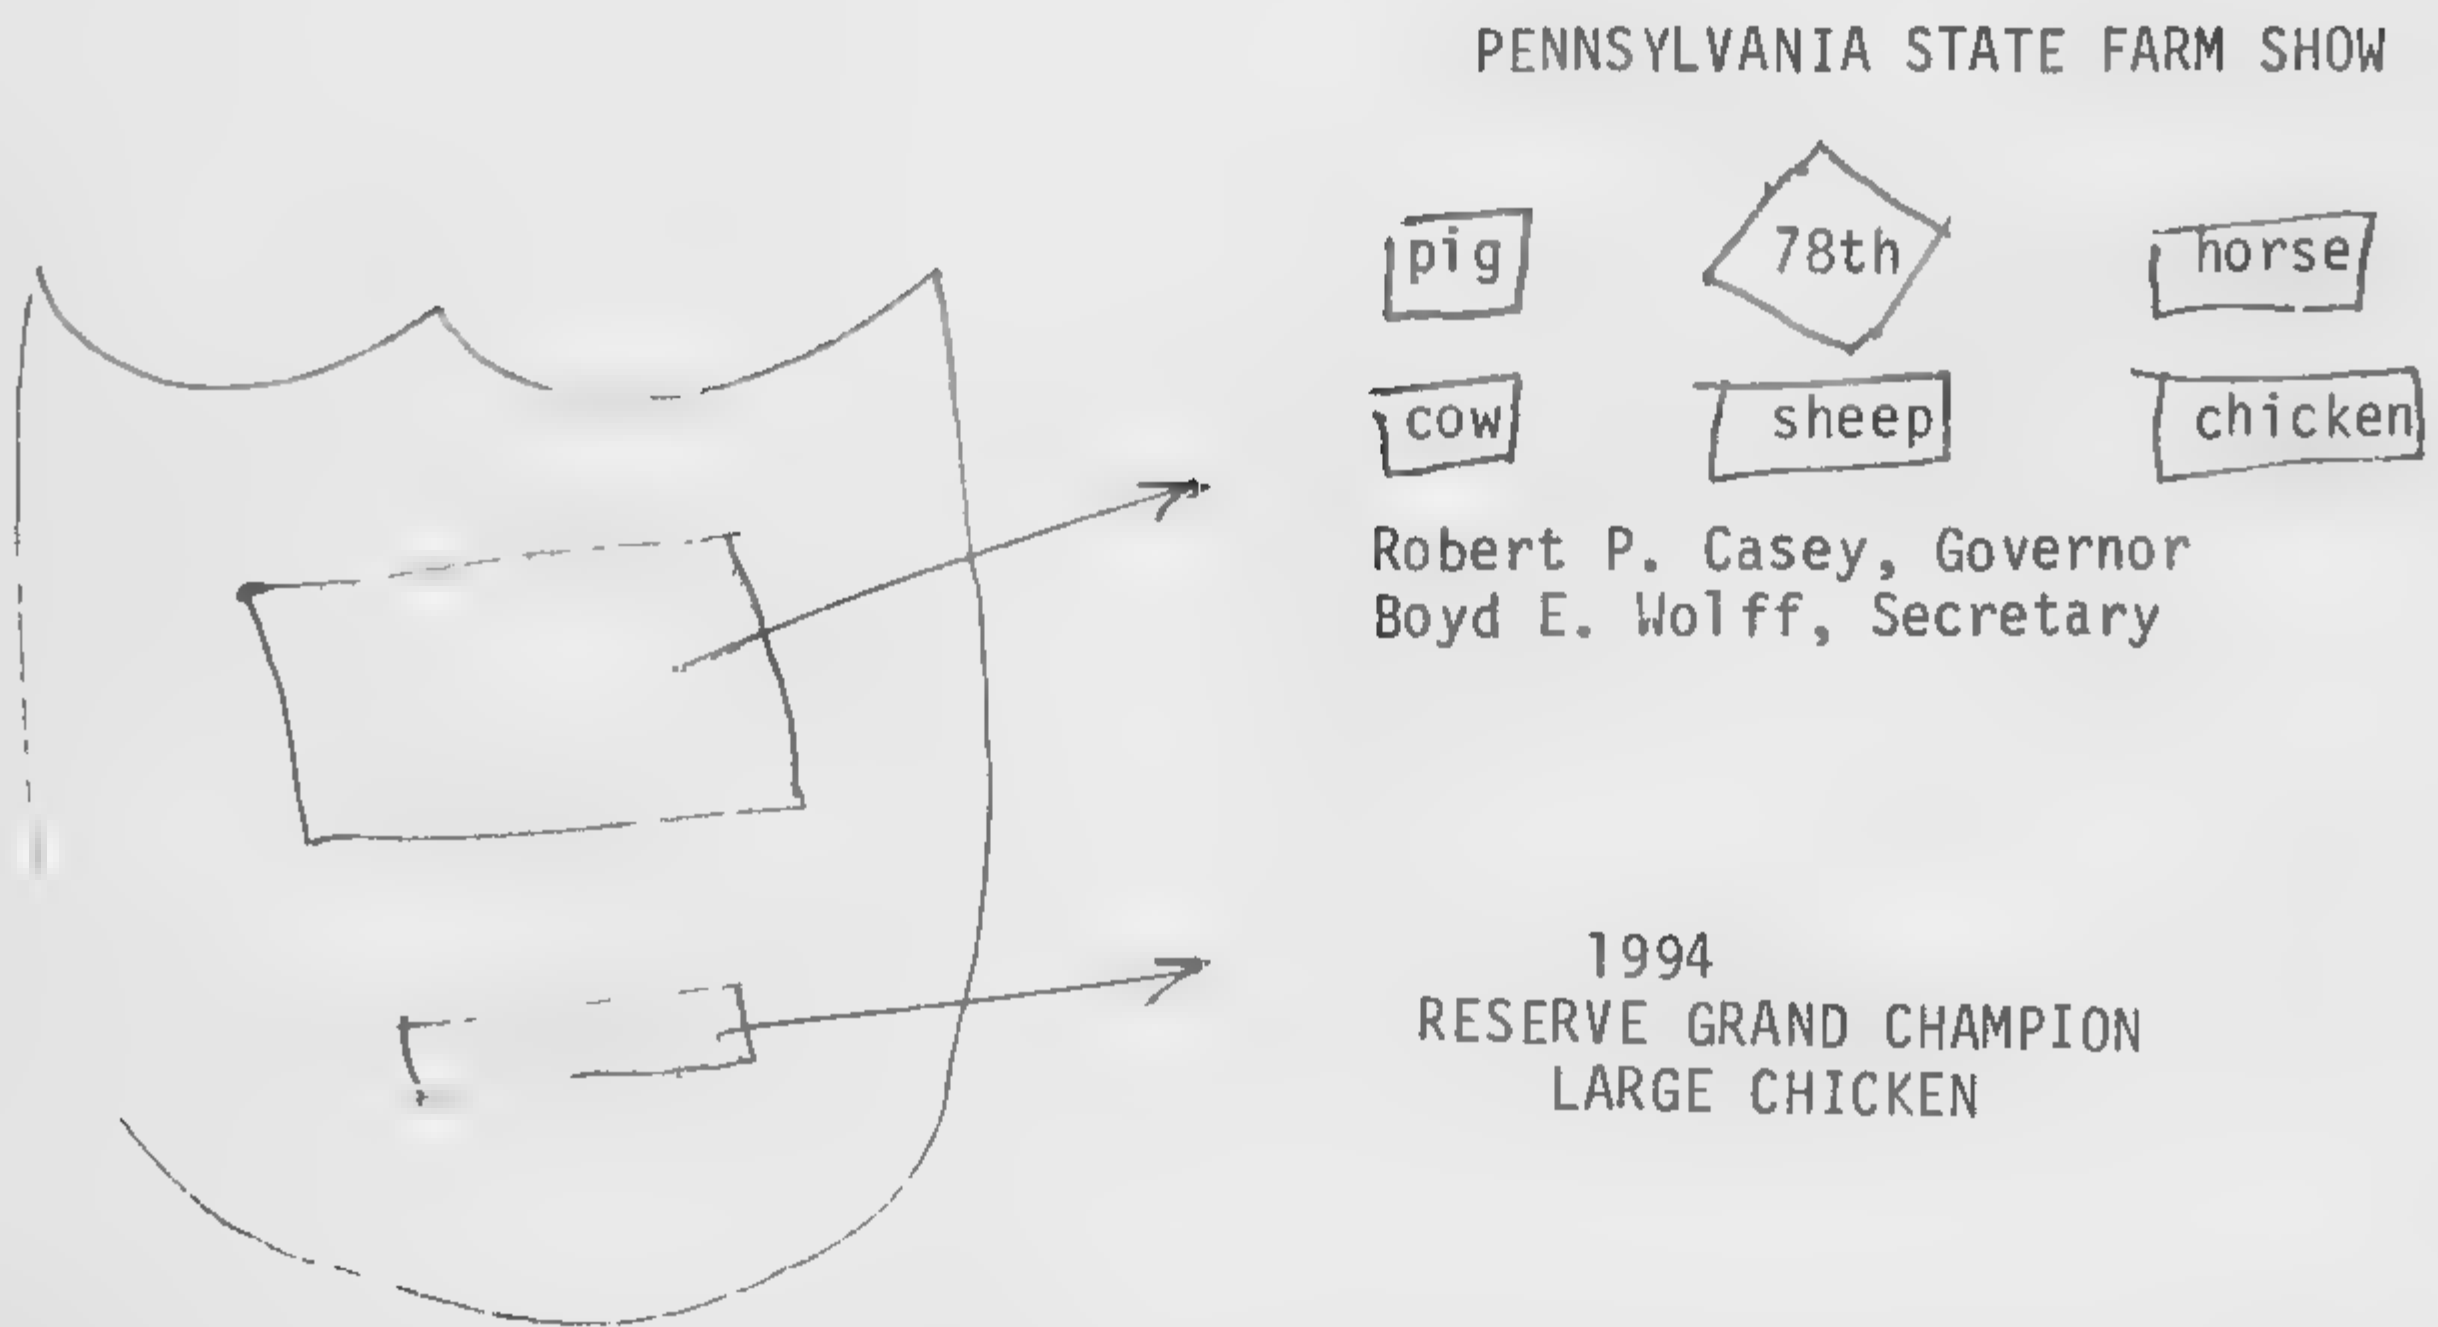 PENNSYLVANIA STATE FARM SHOW
pig 78th horse
cow sheep chicken
Robert P. Casey, Governor
Boyd E. Wolff, Secretary
1994
RESERVE GRAND CHAMPION
LARGE CHICKEN